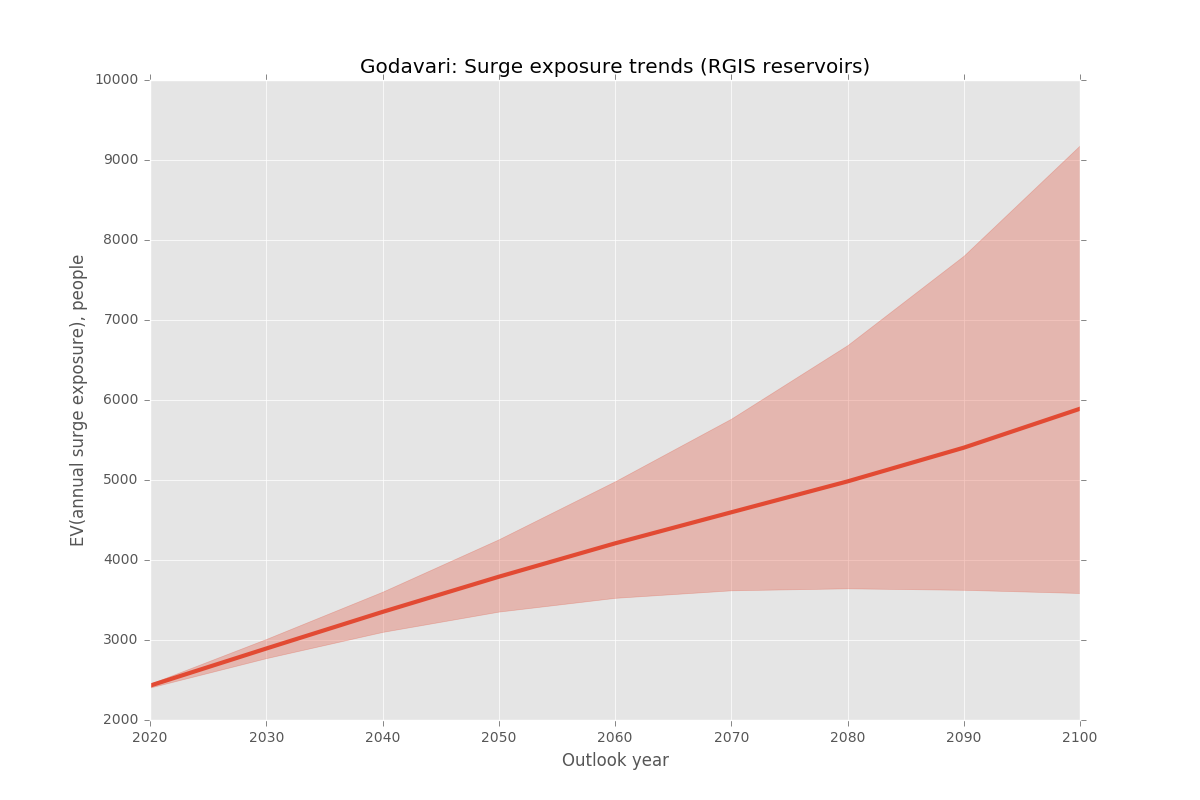 Godavari: Surge exposure trends (RGIS reservoirs)
10000
9000
8000
7000
6000
5000
4000
3000
2000
EV(annual surge exposure), people
2020 2030 2040 2050 2060 2070 2080 2090 2100
Outlook year